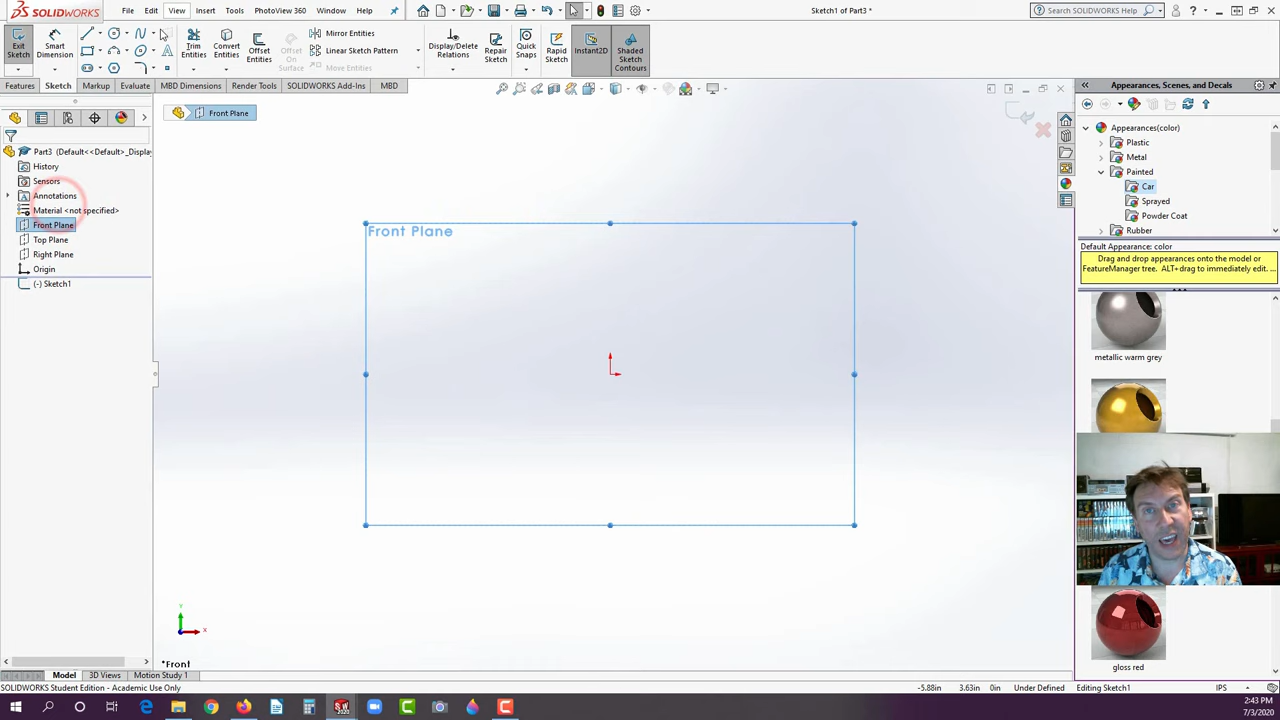 SOLIDWORKS
File
Edit
View
Insert
Tools
PhotoView 360
Window
Help
Sketch1 of Part3 *
Search SOLIDWORKS Help
Exit Sketch
Smart Dimension
Trim Entities
Convert Entities
Offset Entities
Offset On Surface
Mirror Entities
Linear Sketch Pattern
Move Entities
Display/Delete Relations
Repair Sketch
Quick Snaps
Rapid Sketch
Instant2D
Shaded Sketch Contours
Features
Sketch
Markup
Evaluate
MBD Dimensions
Render Tools
SOLIDWORKS Add-Ins
MBD
Front Plane
Part3 (Default<<Default>_Display
History
Sensors
Annotations
Material <not specified>
Front Plane
Top Plane
Right Plane
Origin
(-) Sketch1
Front Plane
Y
X
*Front
Appearances, Scenes, and Decals
Appearances(color)
Plastic
Metal
Painted
Car
Sprayed
Powder Coat
Rubber
Default Appearance: color
Drag and drop appearances onto the model or
FeatureManager tree. ALT+drag to immediately edit. ...
metallic warm grey
gloss red
Model
3D Views
Motion Study 1
SOLIDWORKS Student Edition - Academic Use Only
-5.88in
3.63in
0in
Under Defined
Editing Sketch1
IPS
2:43 PM
7/3/2020